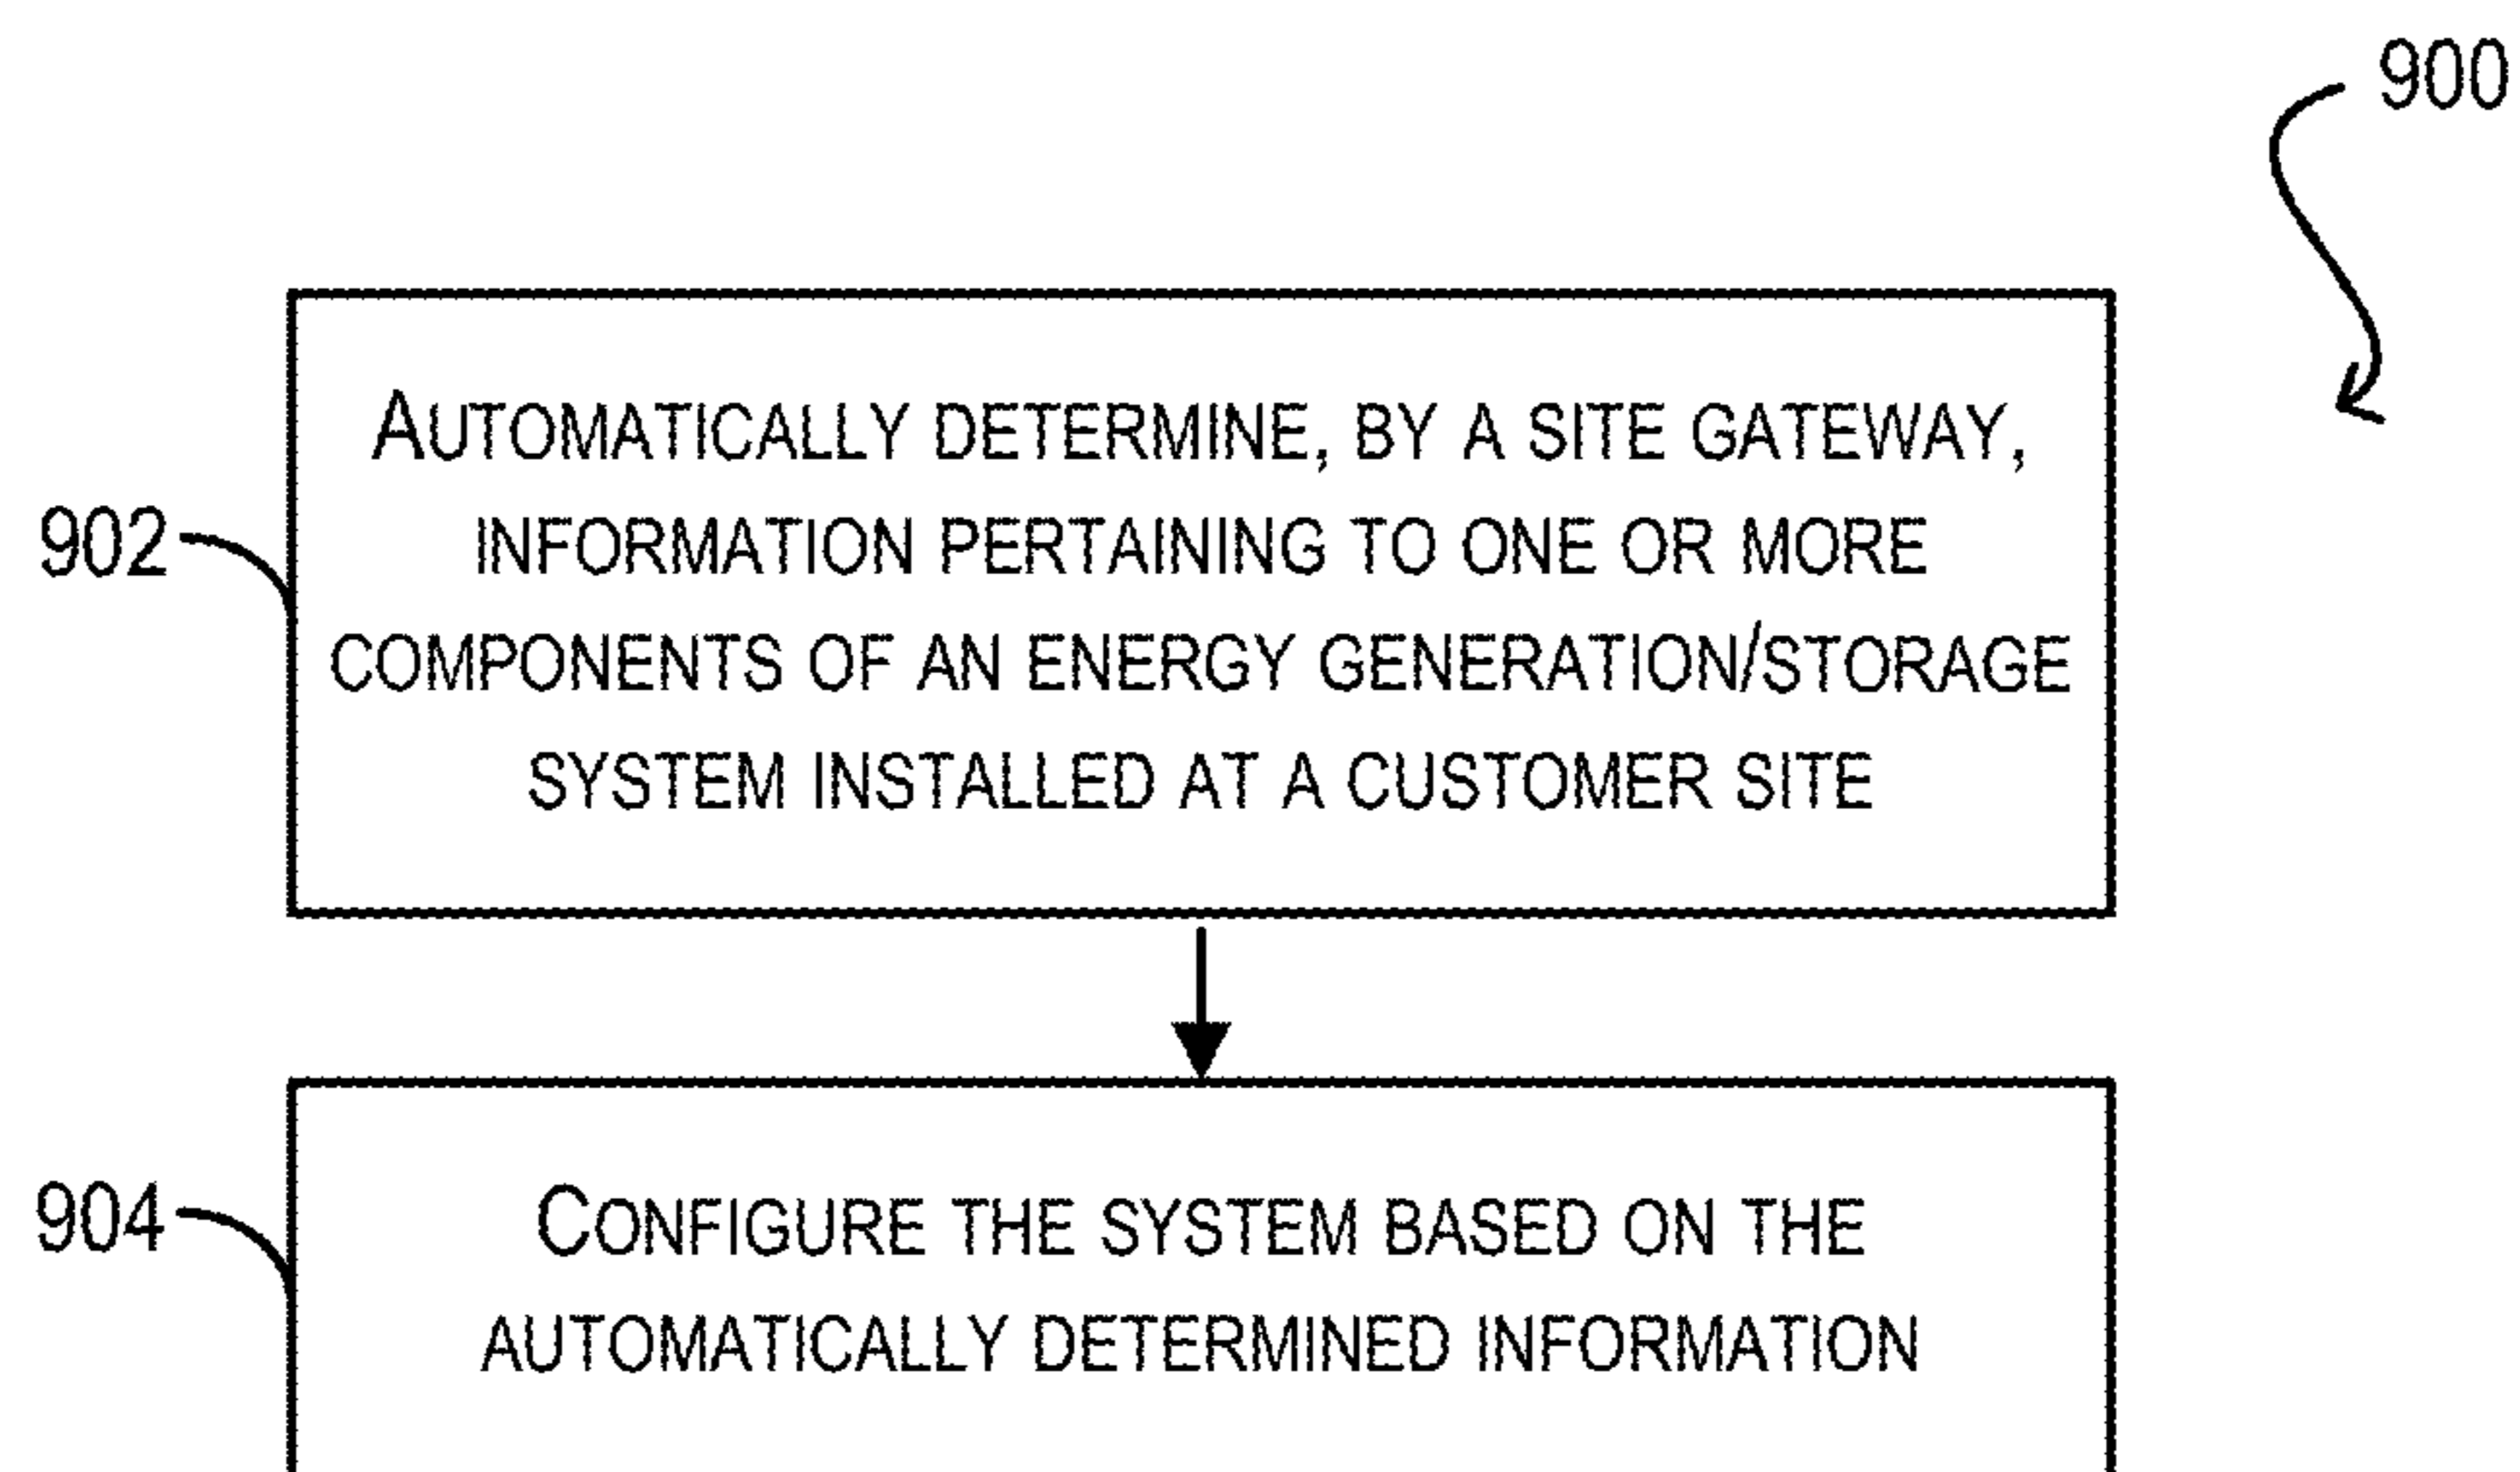 900
902
AUTOMATICALLY DETERMINE, BY A SITE GATEWAY,
INFORMATION PERTAINING TO ONE OR MORE
COMPONENTS OF AN ENERGY GENERATION/STORAGE
SYSTEM INSTALLED AT A CUSTOMER SITE
904
CONFIGURE THE SYSTEM BASED ON THE
AUTOMATICALLY DETERMINED INFORMATION